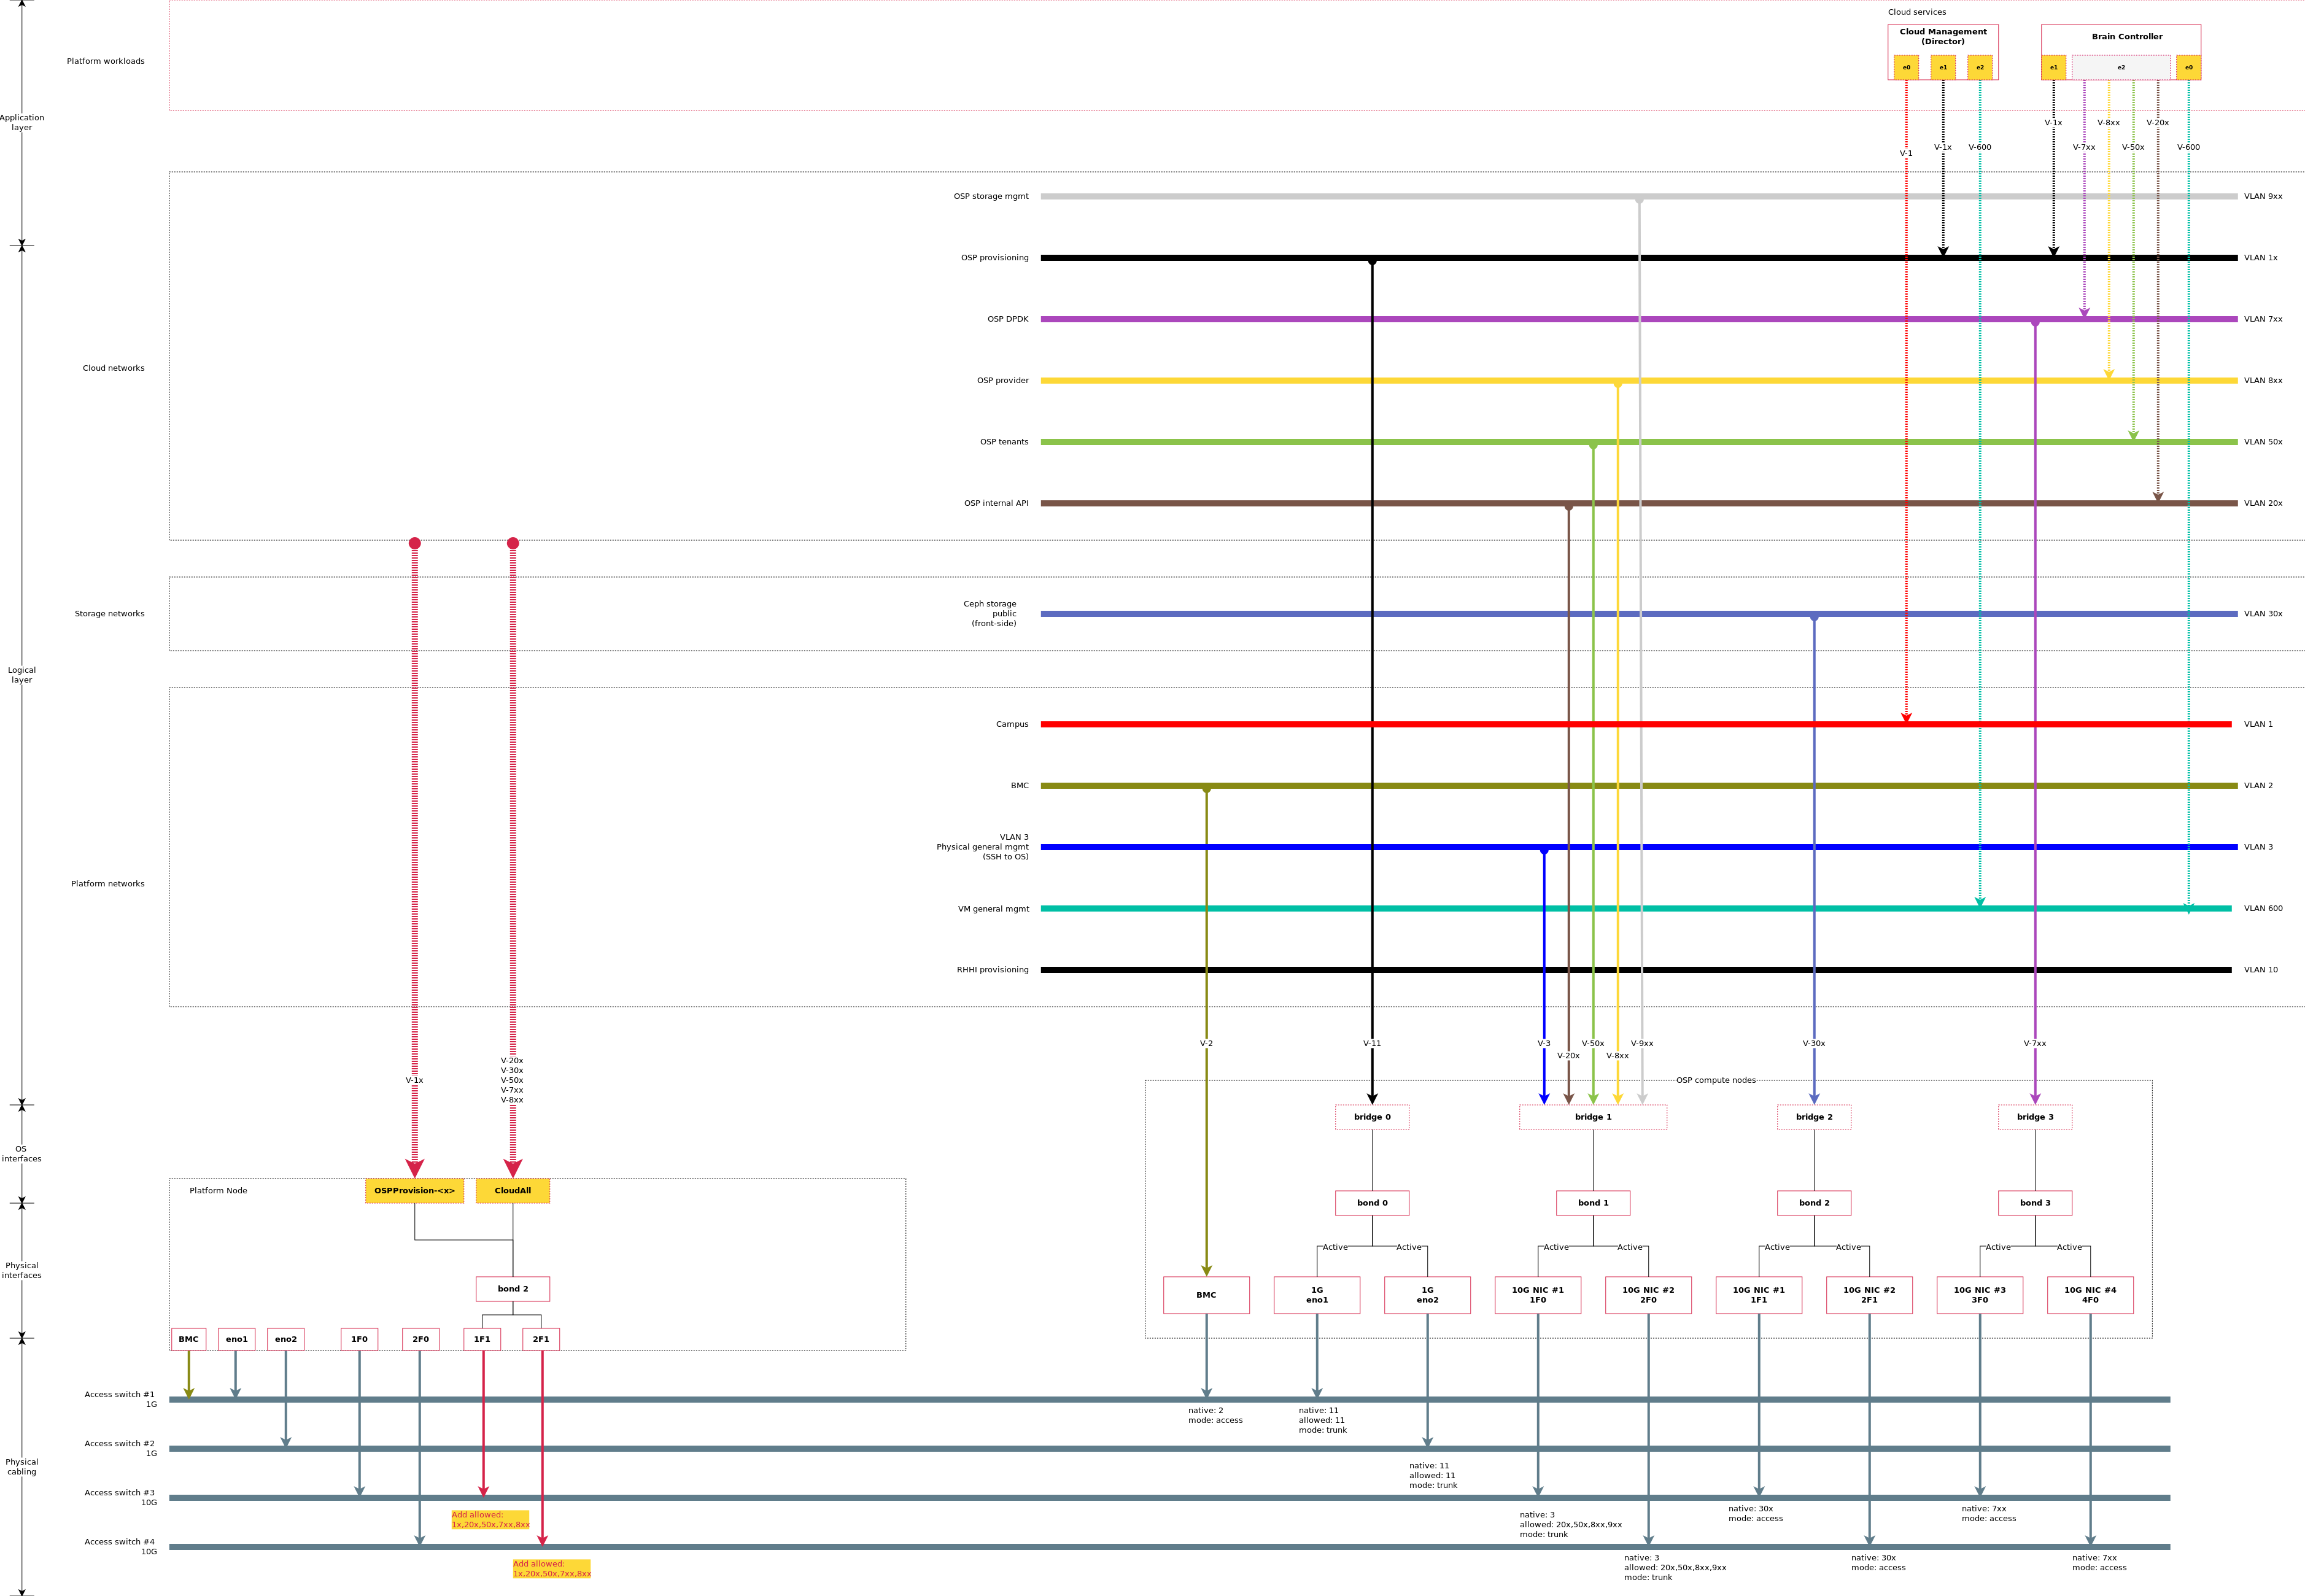 Cloud services
Cloud Management
(Director)
Brain Controller
e0
e1
e2
e1
e2
e0
Platform workloads
Application
layer
V-1x
V-8xx
V-20x
V-1
V-1x
V-600
V-7xx
V-50x
V-600
OSP storage mgmt
VLAN 9xx
OSP provisioning
VLAN 1x
OSP DPDK
VLAN 7xx
Cloud networks
OSP provider
VLAN 8xx
OSP tenants
VLAN 50x
OSP internal API
VLAN 20x
Storage networks
Ceph storage
public
(front-side)
VLAN 30x
Logical
layer
Campus
VLAN 1
BMC
VLAN 2
VLAN 3
Physical general mgmt
(SSH to OS)
VLAN 3
Platform networks
VM general mgmt
VLAN 600
RHHI provisioning
VLAN 10
V-2
V-11
V-3
V-50x
V-9xx
V-30x
V-7xx
V-20x
V-8xx
V-1x
V-20x
V-30x
V-50x
V-7xx
V-8xx
OSP compute nodes
bridge 0
bridge 1
bridge 2
bridge 3
OS
interfaces
Platform Node
OSPProvision-<x>
CloudAll
bond 0
bond 1
bond 2
bond 3
Active
Active
Active
Active
Active
Active
Active
Active
Physical
interfaces
bond 2
BMC
1G
eno1
1G
eno2
10G NIC #1
1F0
10G NIC #2
2F0
10G NIC #1
1F1
10G NIC #2
2F1
10G NIC #3
3F0
10G NIC #4
4F0
BMC
eno1
eno2
1F0
2F0
1F1
2F1
Access switch #1
1G
native: 2
mode: access
native: 11
allowed: 11
mode: trunk
Access switch #2
1G
native: 11
allowed: 11
mode: trunk
Physical
cabling
Access switch #3
10G
Add allowed:
1x,20x,50x,7xx,8xx
native: 3
allowed: 20x,50x,8xx,9xx
mode: trunk
native: 30x
mode: access
native: 7xx
mode: access
Access switch #4
10G
Add allowed:
1x,20x,50x,7xx,8xx
native: 3
allowed: 20x,50x,8xx,9xx
mode: trunk
native: 30x
mode: access
native: 7xx
mode: access